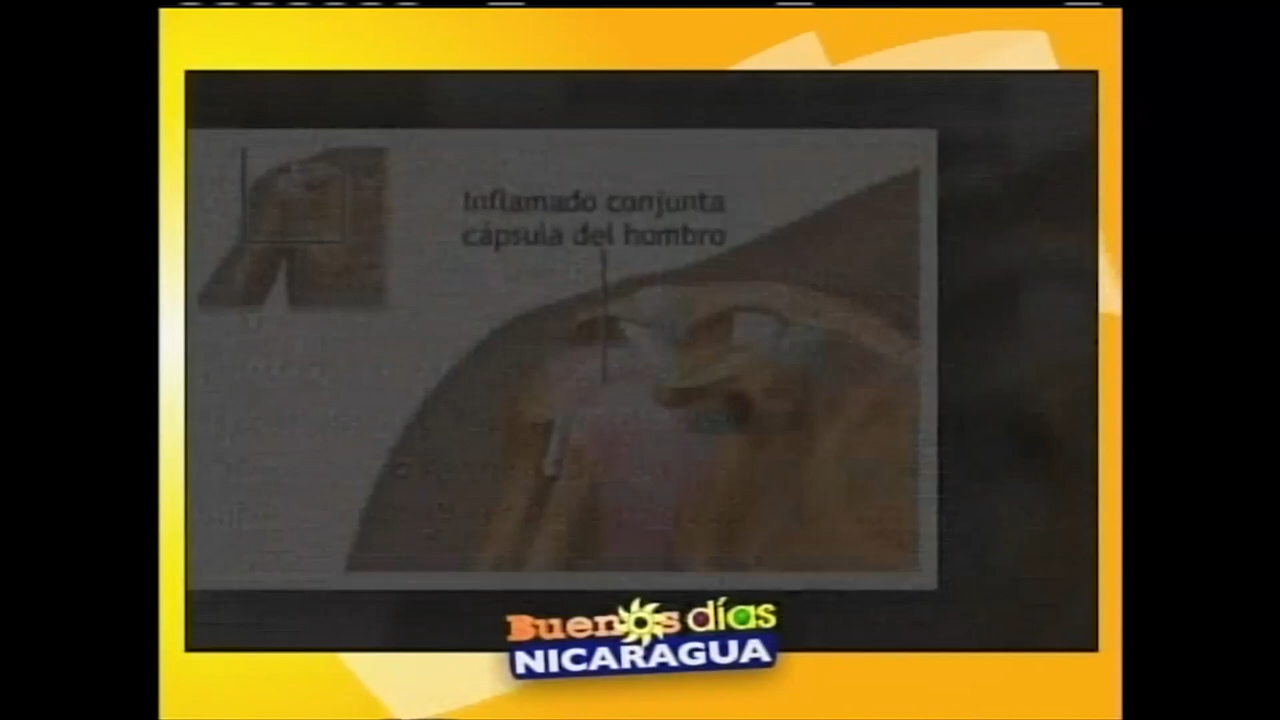 Inflamado conjunta
cápsula del hombro
Buenos días
NICARAGUA